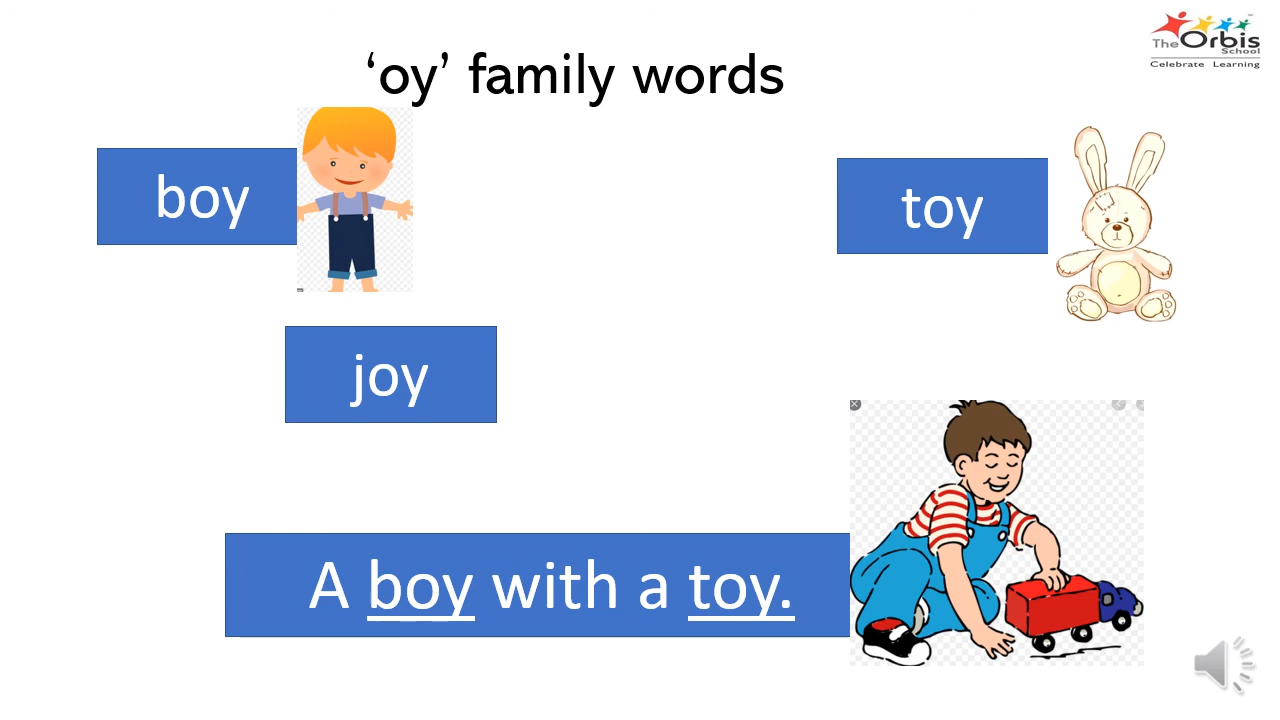 ‘oy’ family words
The Orbis
School
Celebrate Learning
boy
toy
joy
A boy with a toy.